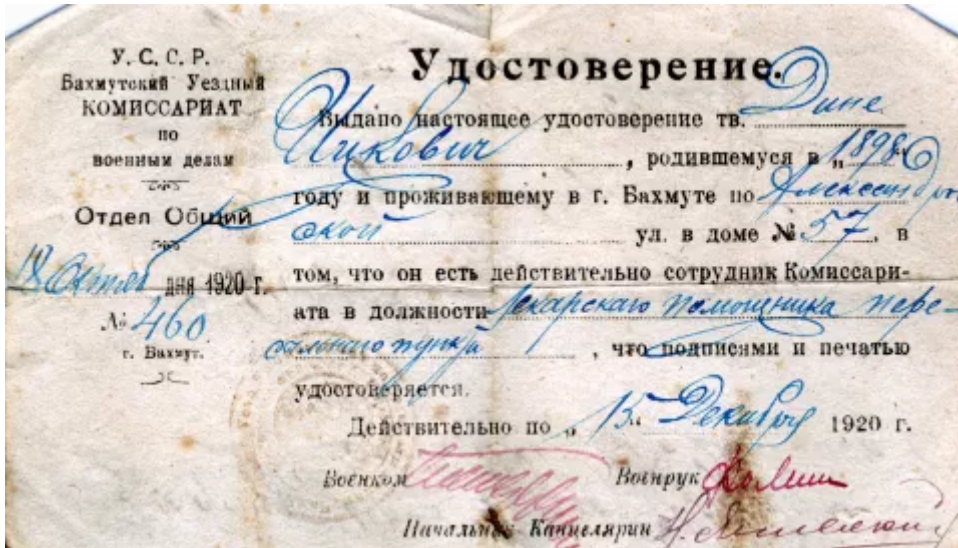 У. С. С. Р.
Бахмутский Уездный
КОМИССАРИАТ
по
военным делам
Отдел Общий
18 дня 1920 г.
№ 460
г. Бахмут.
Удостоверение.
Выдано настоящее удостоверение тв. Дине
, родившемуся в „1898“
году и проживающему в г. Бахмуте по Александров
ской ул. в доме № 57, в
том, что он есть действительно сотрудник Комиссари-
ата в должности лекарскаго помощника пере-
сыльного пункта, что подписями и печатью
удостоверяется.
Действительно по „15“ Декабря 1920 г.
Военком
Военрук
Начальник Канцелярии